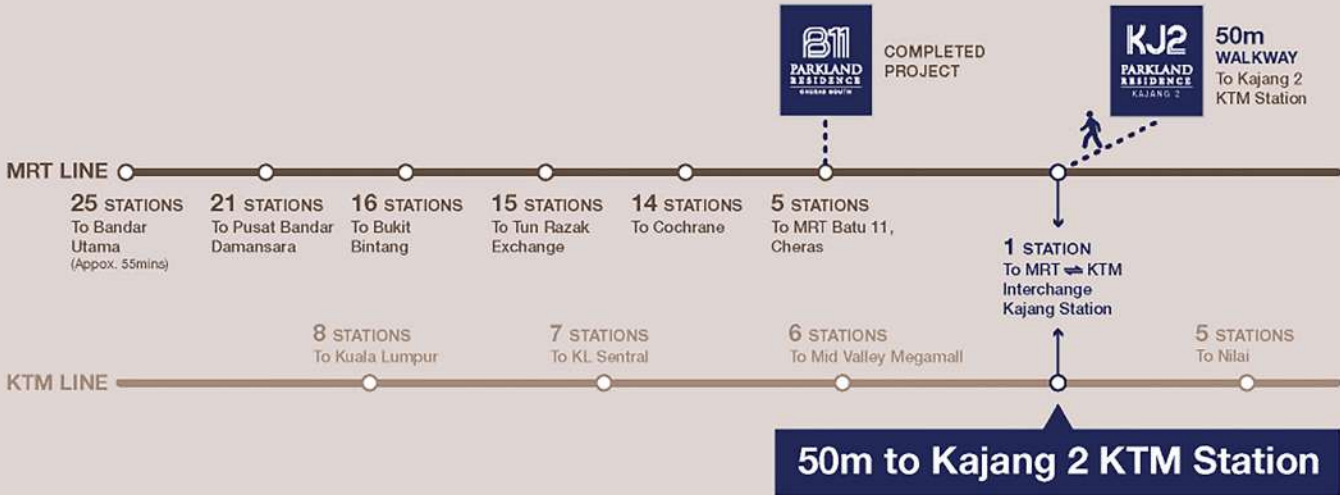 811
PARKLAND
RESIDENCE
CHERAS SOUTH
COMPLETED
PROJECT
KJ2
PARKLAND
RESIDENCE
KAJANG 2
50m
WALKWAY
To Kajang 2
KTM Station
MRT LINE
25 STATIONS
To Bandar
Utama
(Appox. 55mins)
21 STATIONS
To Pusat Bandar
Damansara
16 STATIONS
To Bukit
Bintang
15 STATIONS
To Tun Razak
Exchange
14 STATIONS
To Cochrane
5 STATIONS
To MRT Batu 11,
Cheras
1 STATION
To MRT ⇌ KTM
Interchange
Kajang Station
8 STATIONS
To Kuala Lumpur
7 STATIONS
To KL Sentral
6 STATIONS
To Mid Valley Megamall
5 STATIONS
To Nilai
KTM LINE
50m to Kajang 2 KTM Station